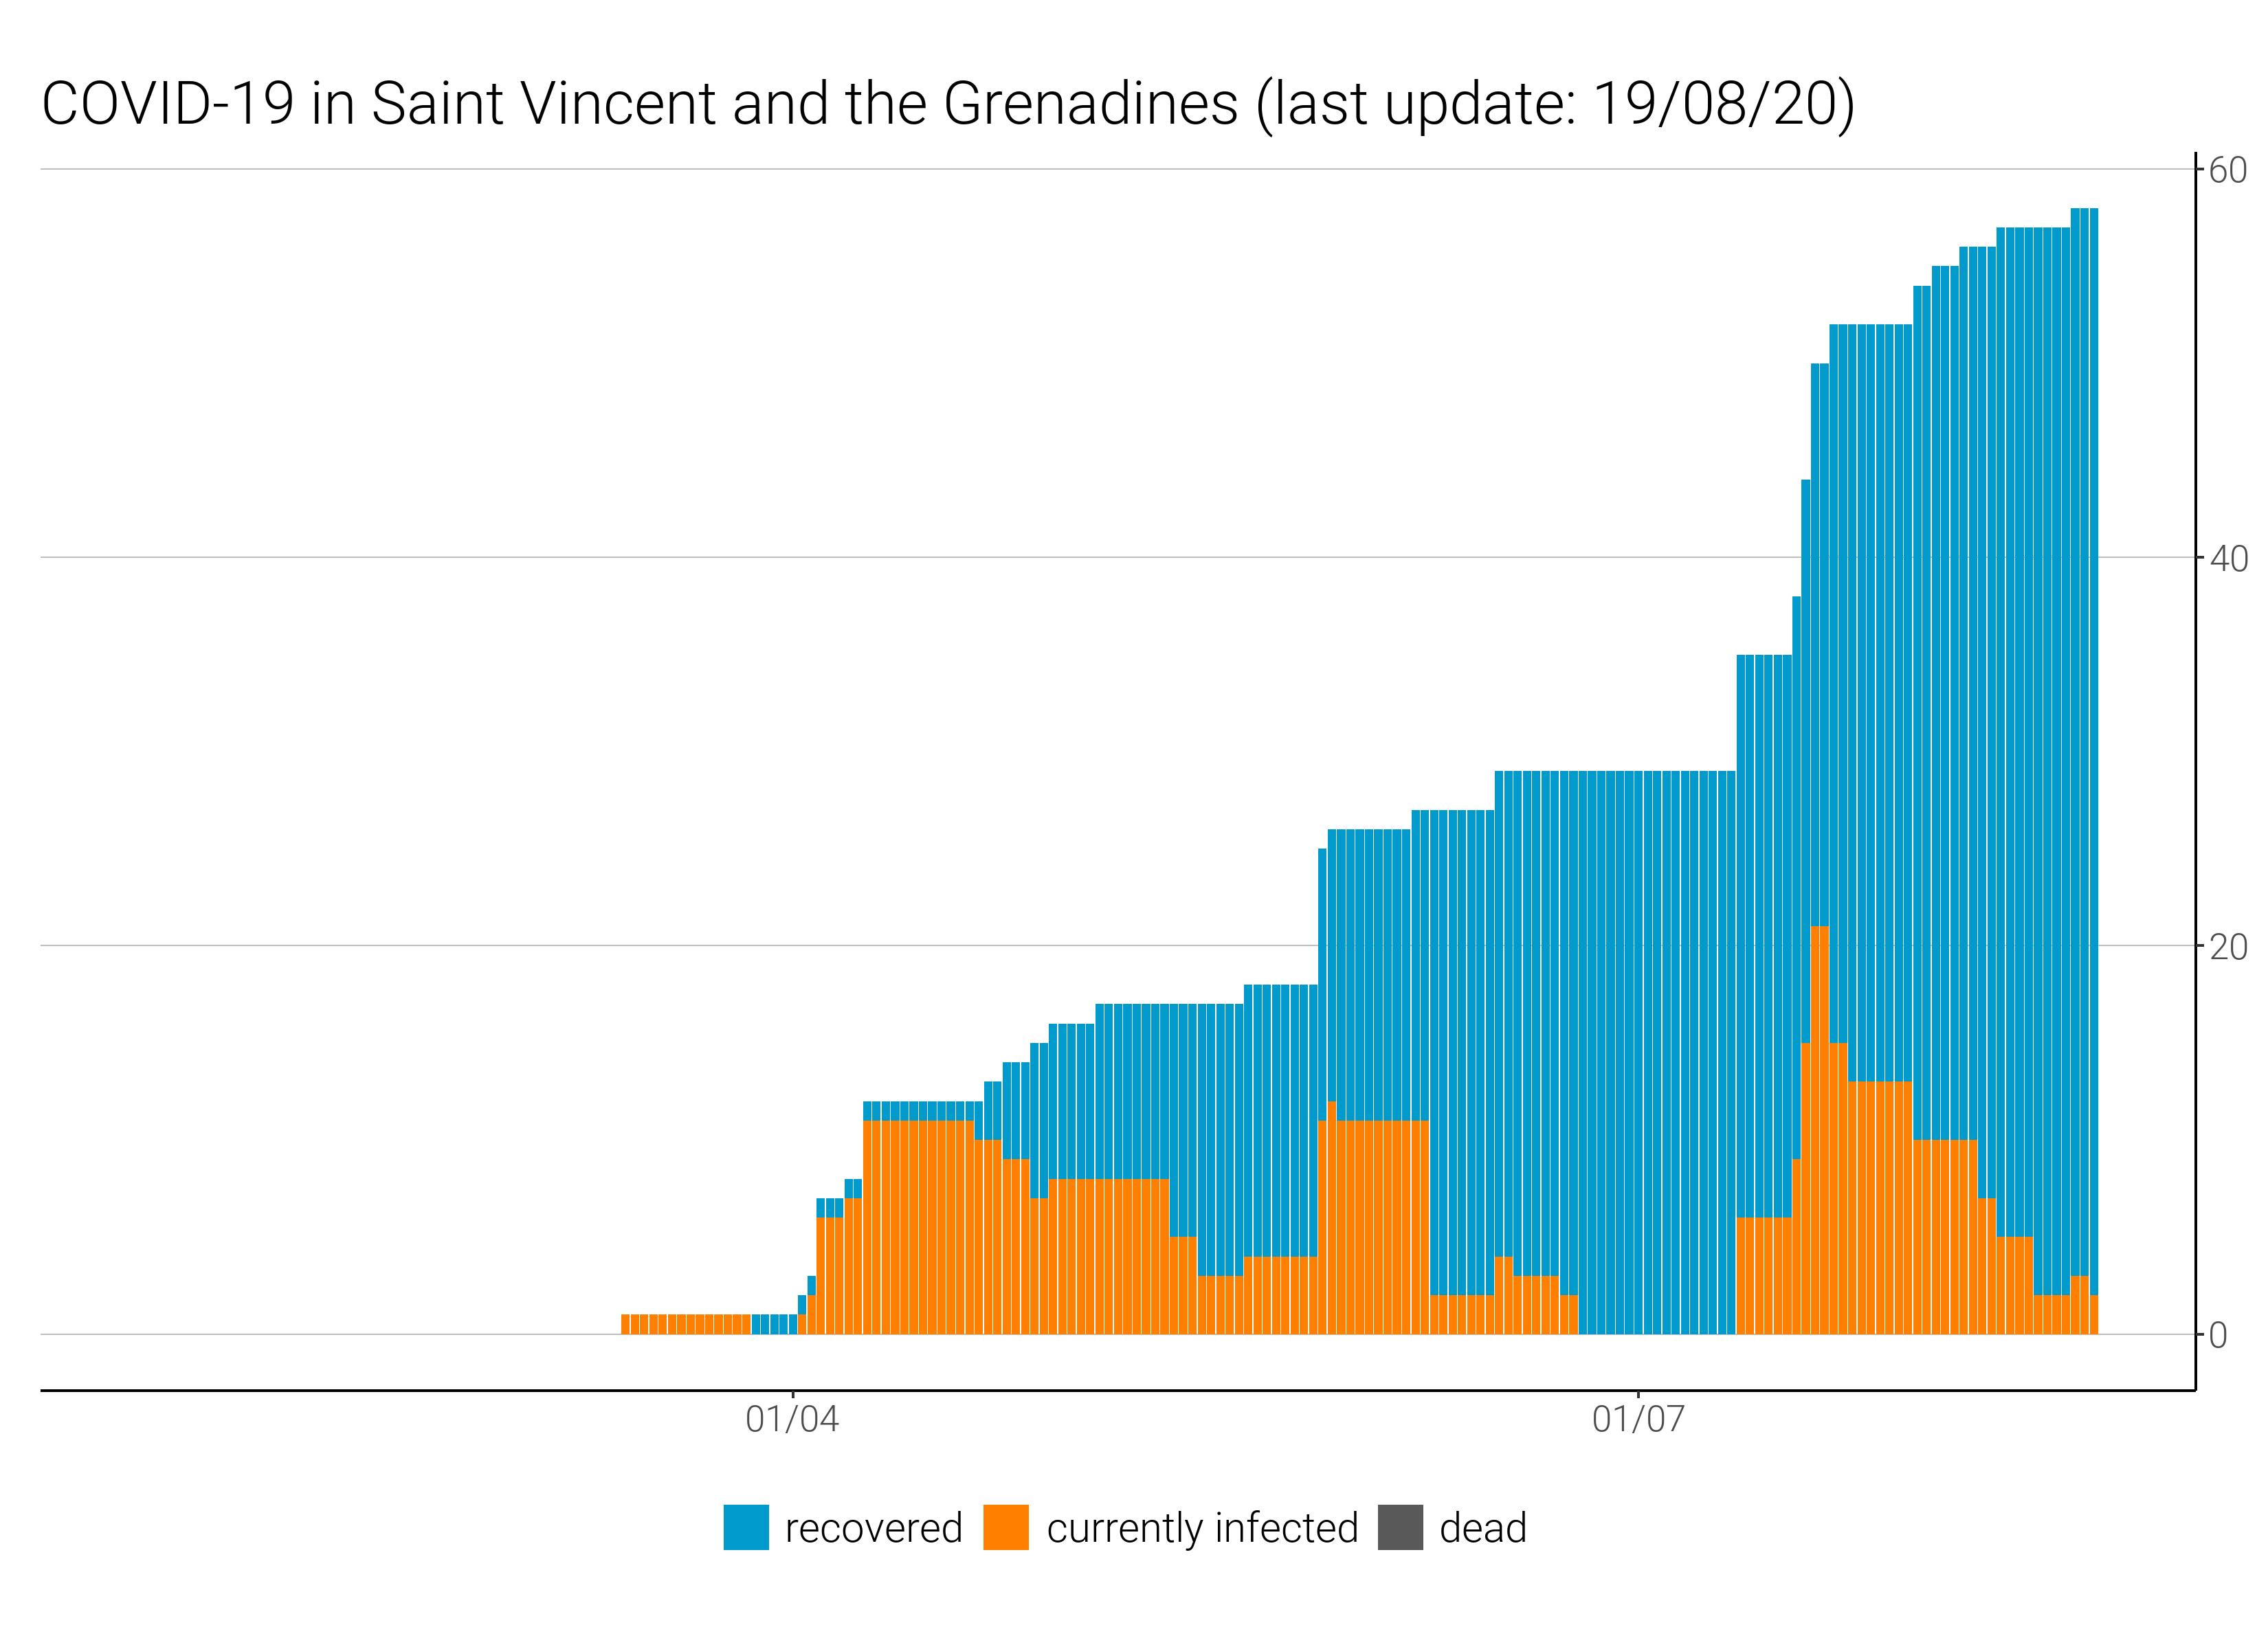 COVID-19 in Saint Vincent and the Grenadines (last update: 19/08/20)
60
40
20
0
01/04 01/07
recovered currently infected dead